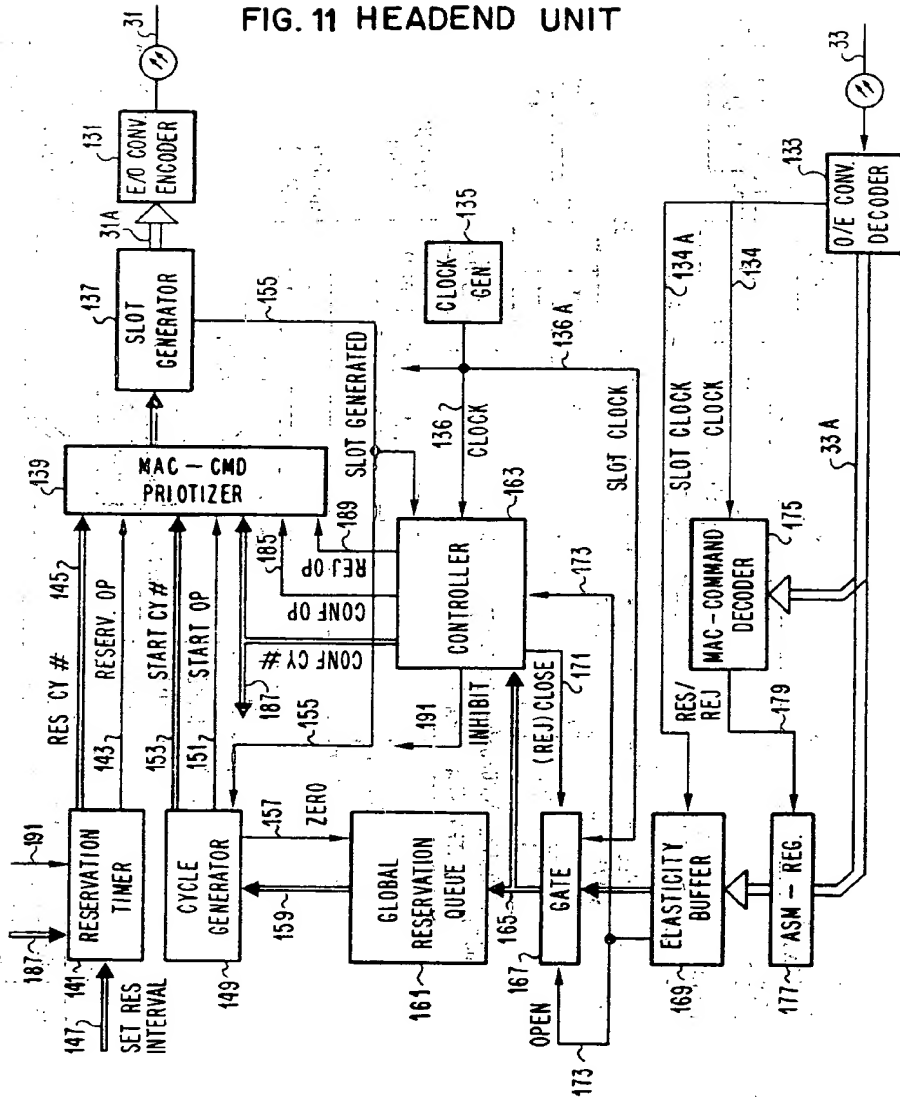 FIG. 11 HEADEND UNIT
31
33
131
E/O CONV.
ENCODER
31A
137
SLOT
GENERATOR
155
SLOT GENERATED
139
MAC – CMD
PRIOTIZER
135
CLOCK
GEN.
136 A
136
CLOCK
SLOT CLOCK
133
O/E CONV.
DECODER
134 A
134
SLOT CLOCK
CLOCK
33 A
RES CY #
145
RESERV. OP
143
START CY #
153
START OP
151
CONF CY #
187
CONF OP
185
REJ OP
189
163
CONTROLLER
173
INHIBIT
191
(REJ) CLOSE
171
155
157
ZERO
159
191
187
141
RESERVATION
TIMER
147
SET RES
INTERVAL
149
CYCLE
GENERATOR
161
GLOBAL
RESERVATION
QUEUE
165
167
GATE
OPEN
173
169
ELASTICITY
BUFFER
177
ASM – REG.
RES/
REJ
179
175
MAC-COMMAND
DECODER